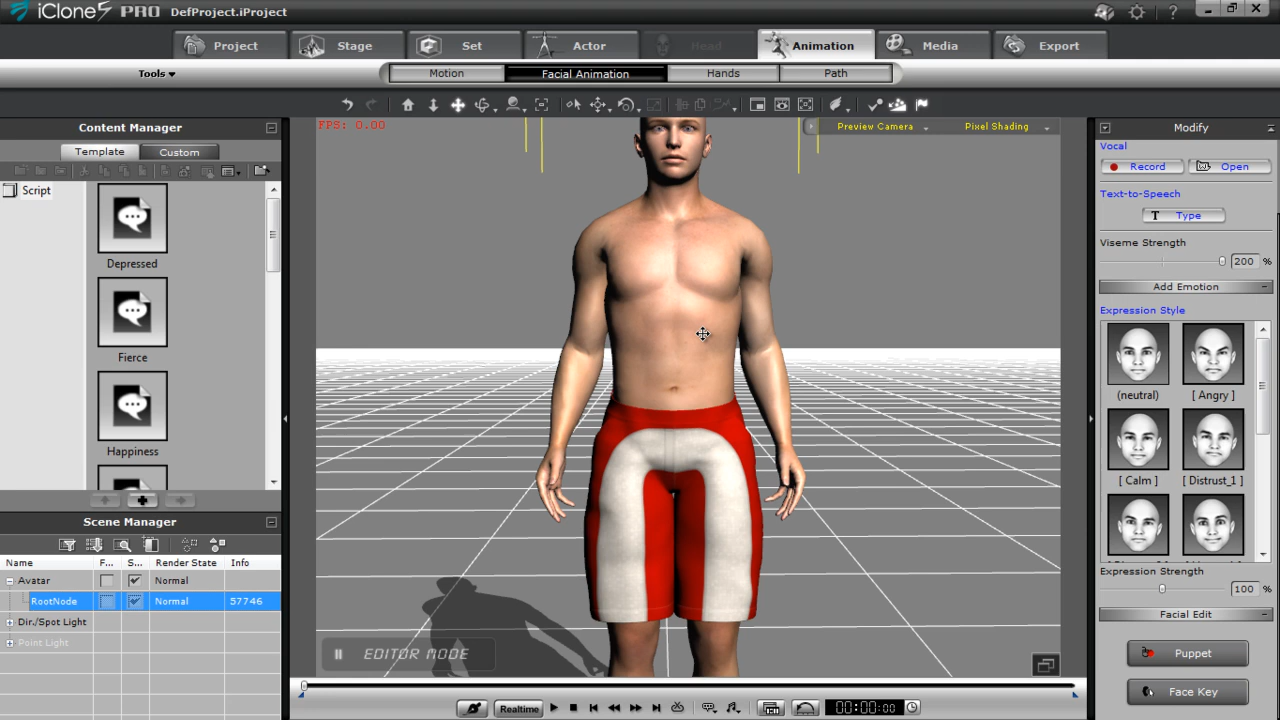 iClone5 PRO DefProject.iProject
Project Stage Set Actor Head Animation Media Export
Tools
Motion Facial Animation Hands Path
Content Manager
Template Custom
Script
Depressed
Fierce
Happiness
Scene Manager
Name F... S... Render State Info
Avatar Normal
RootNode Normal 57746
Dir./Spot Light
Point Light
FPS: 0.00
Preview Camera Pixel Shading
EDITOR MODE
Realtime 00:00:00
Modify
Vocal
Record Open
Text-to-Speech
T Type
Viseme Strength
200 %
Add Emotion
Expression Style
(neutral) [ Angry ]
[ Calm ] [ Distrust_1 ]
Expression Strength
100 %
Facial Edit
Puppet
Face Key